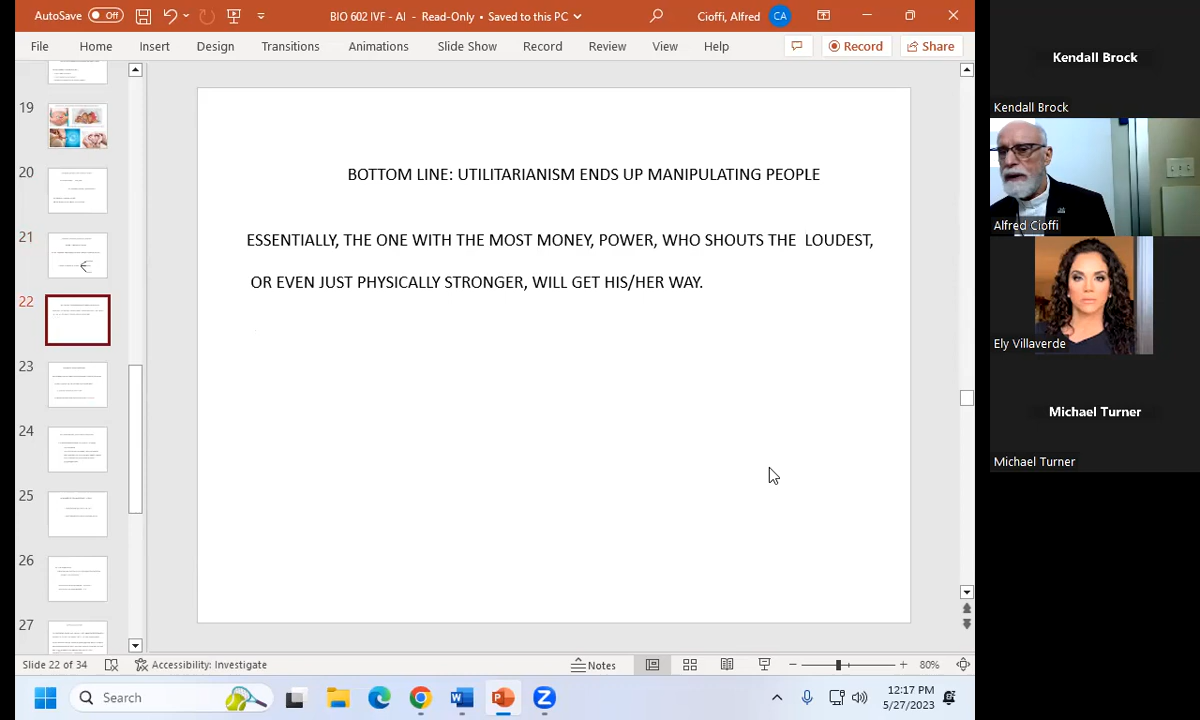 AutoSave Off BIO 602 IVF - AI - Read-Only • Saved to this PC Cioffi, Alfred CA
File Home Insert Design Transitions Animations Slide Show Record Review View Help Record Share
19
20
21
22
23
24
25
26
27
BOTTOM LINE: UTILITARIANISM ENDS UP MANIPULATING PEOPLE
ESSENTIALLY, THE ONE WITH THE MOST MONEY, POWER, WHO SHOUTS THE LOUDEST,
OR EVEN JUST PHYSICALLY STRONGER, WILL GET HIS/HER WAY.
Slide 22 of 34 Accessibility: Investigate Notes 80%
Search 12:17 PM
5/27/2023
Kendall Brock
Kendall Brock
Alfred Cioffi
Ely Villaverde
Michael Turner
Michael Turner